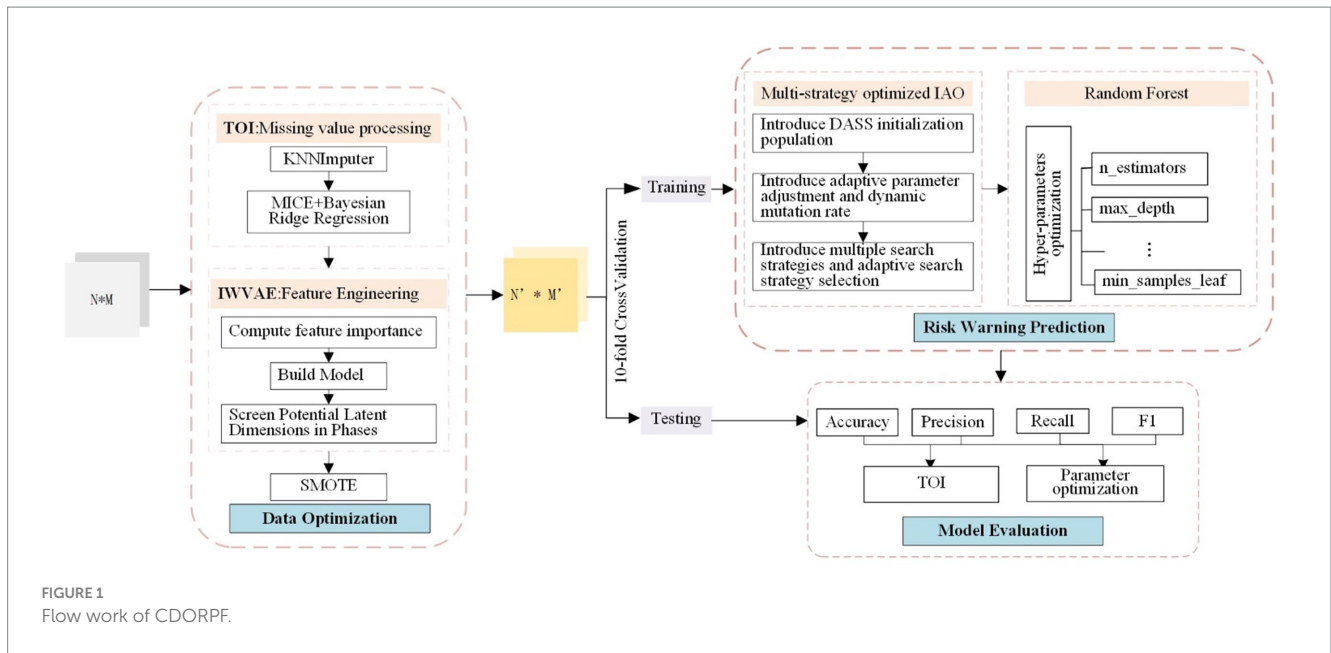 N*M
TOI:Missing value processing
KNNImputer
MICE+Bayesian
Ridge Regression
IWVAE:Feature Engineering
Compute feature importance
Build Model
Screen Potential Latent
Dimensions in Phases
SMOTE
Data Optimization
N' * M'
10-fold CrossValidation
Training
Testing
Multi-strategy optimized IAO
Introduce DASS initialization
population
Introduce adaptive parameter
adjustment and dynamic
mutation rate
Introduce multiple search
strategies and adaptive search
strategy selection
Random Forest
Hyper-parameters
optimization
n_estimators
max_depth
⋮
min_samples_leaf
Risk Warning Prediction
Accuracy
Precision
Recall
F1
TOI
Parameter
optimization
Model Evaluation
FIGURE 1
Flow work of CDORPF.